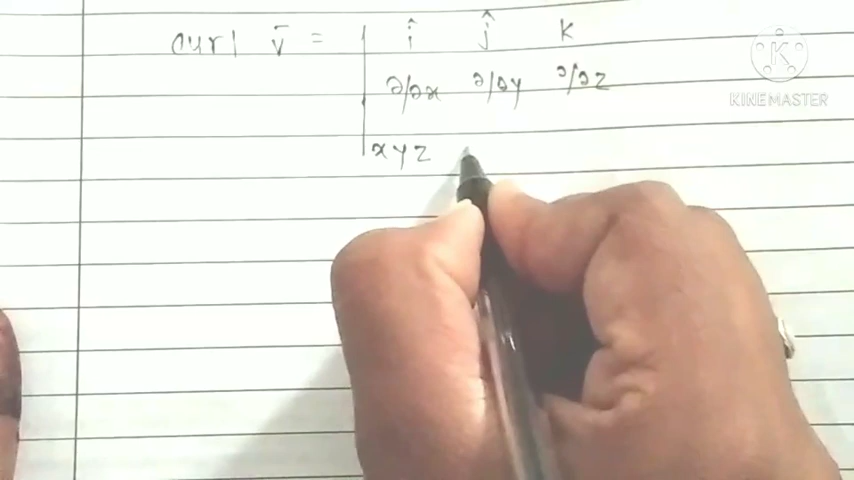 curl v̄ = | î ĵ k
∂/∂x ∂/∂y ∂/∂z
xyz
K
KINEMASTER